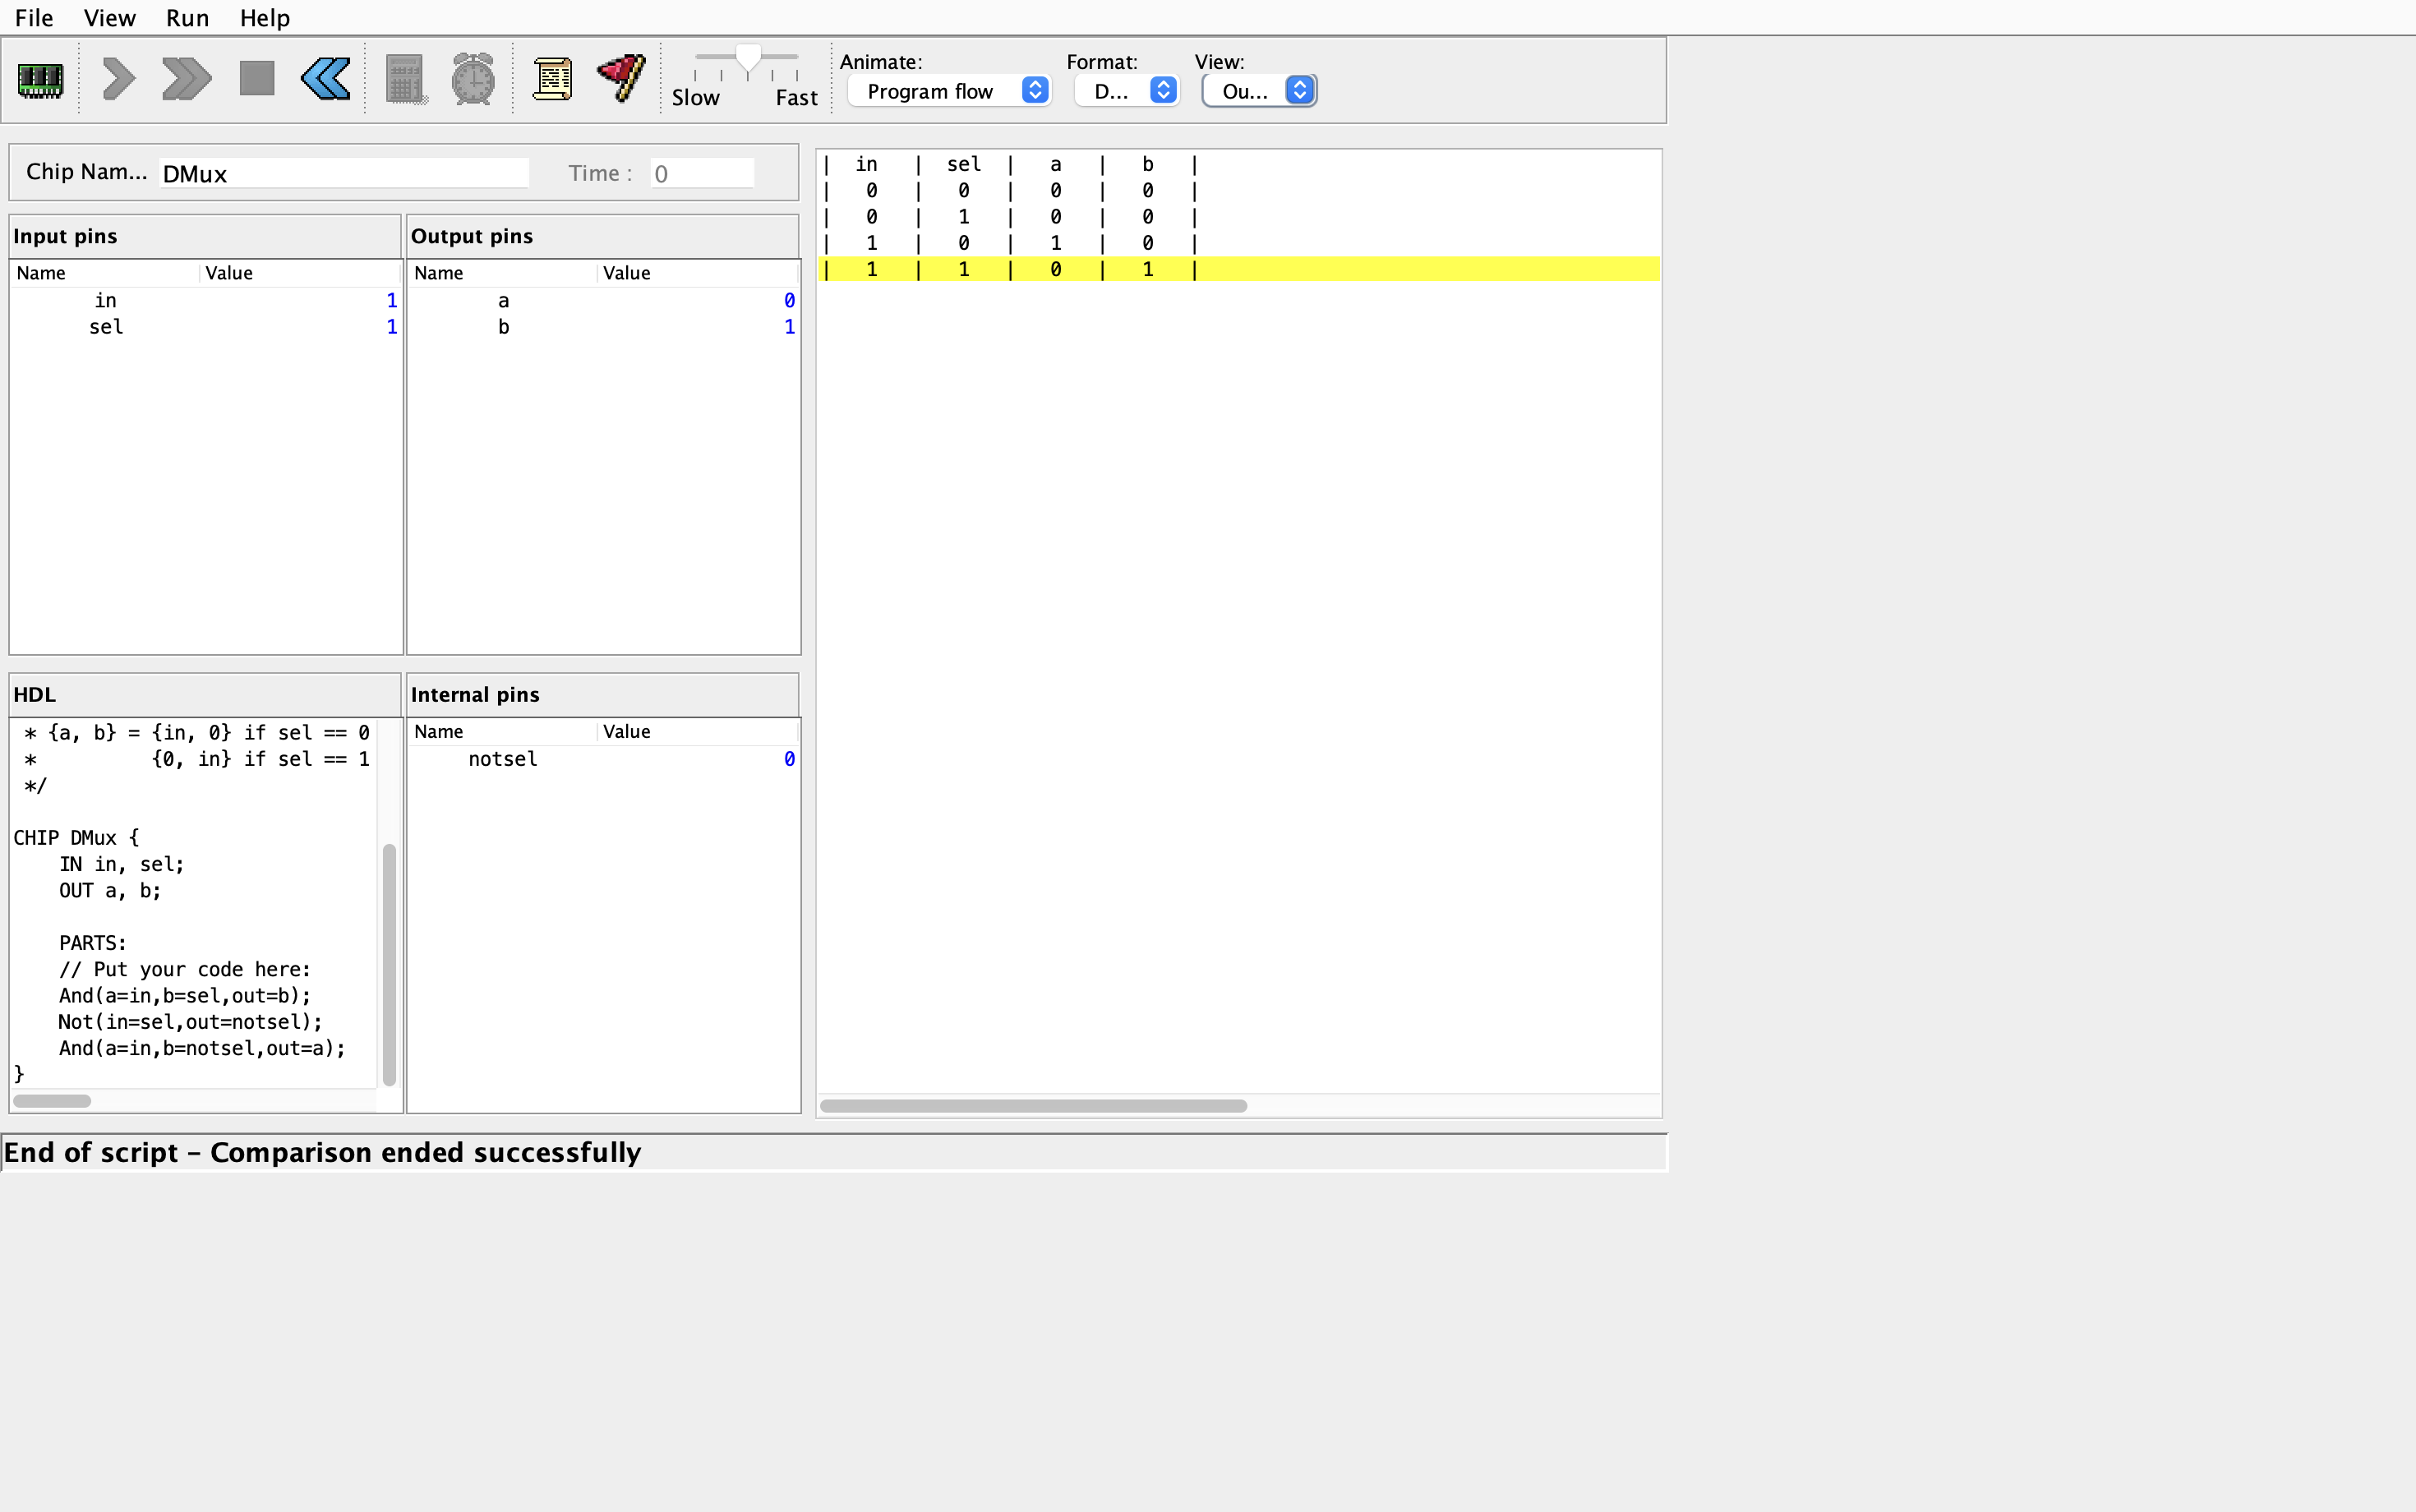 File View Run Help
Animate: Format: View:
Slow Fast Program flow D... Ou...
Chip Nam... DMux Time : 0
Input pins
Name Value
in 1
sel 1
Output pins
Name Value
a 0
b 1
HDL
* {a, b} = {in, 0} if sel == 0
* {0, in} if sel == 1
*/
CHIP DMux {
IN in, sel;
OUT a, b;
PARTS:
// Put your code here:
And(a=in,b=sel,out=b);
Not(in=sel,out=notsel);
And(a=in,b=notsel,out=a);
}
Internal pins
Name Value
notsel 0
| in | sel | a | b |
| 0 | 0 | 0 | 0 |
| 0 | 1 | 0 | 0 |
| 1 | 0 | 1 | 0 |
| 1 | 1 | 0 | 1 |
End of script – Comparison ended successfully